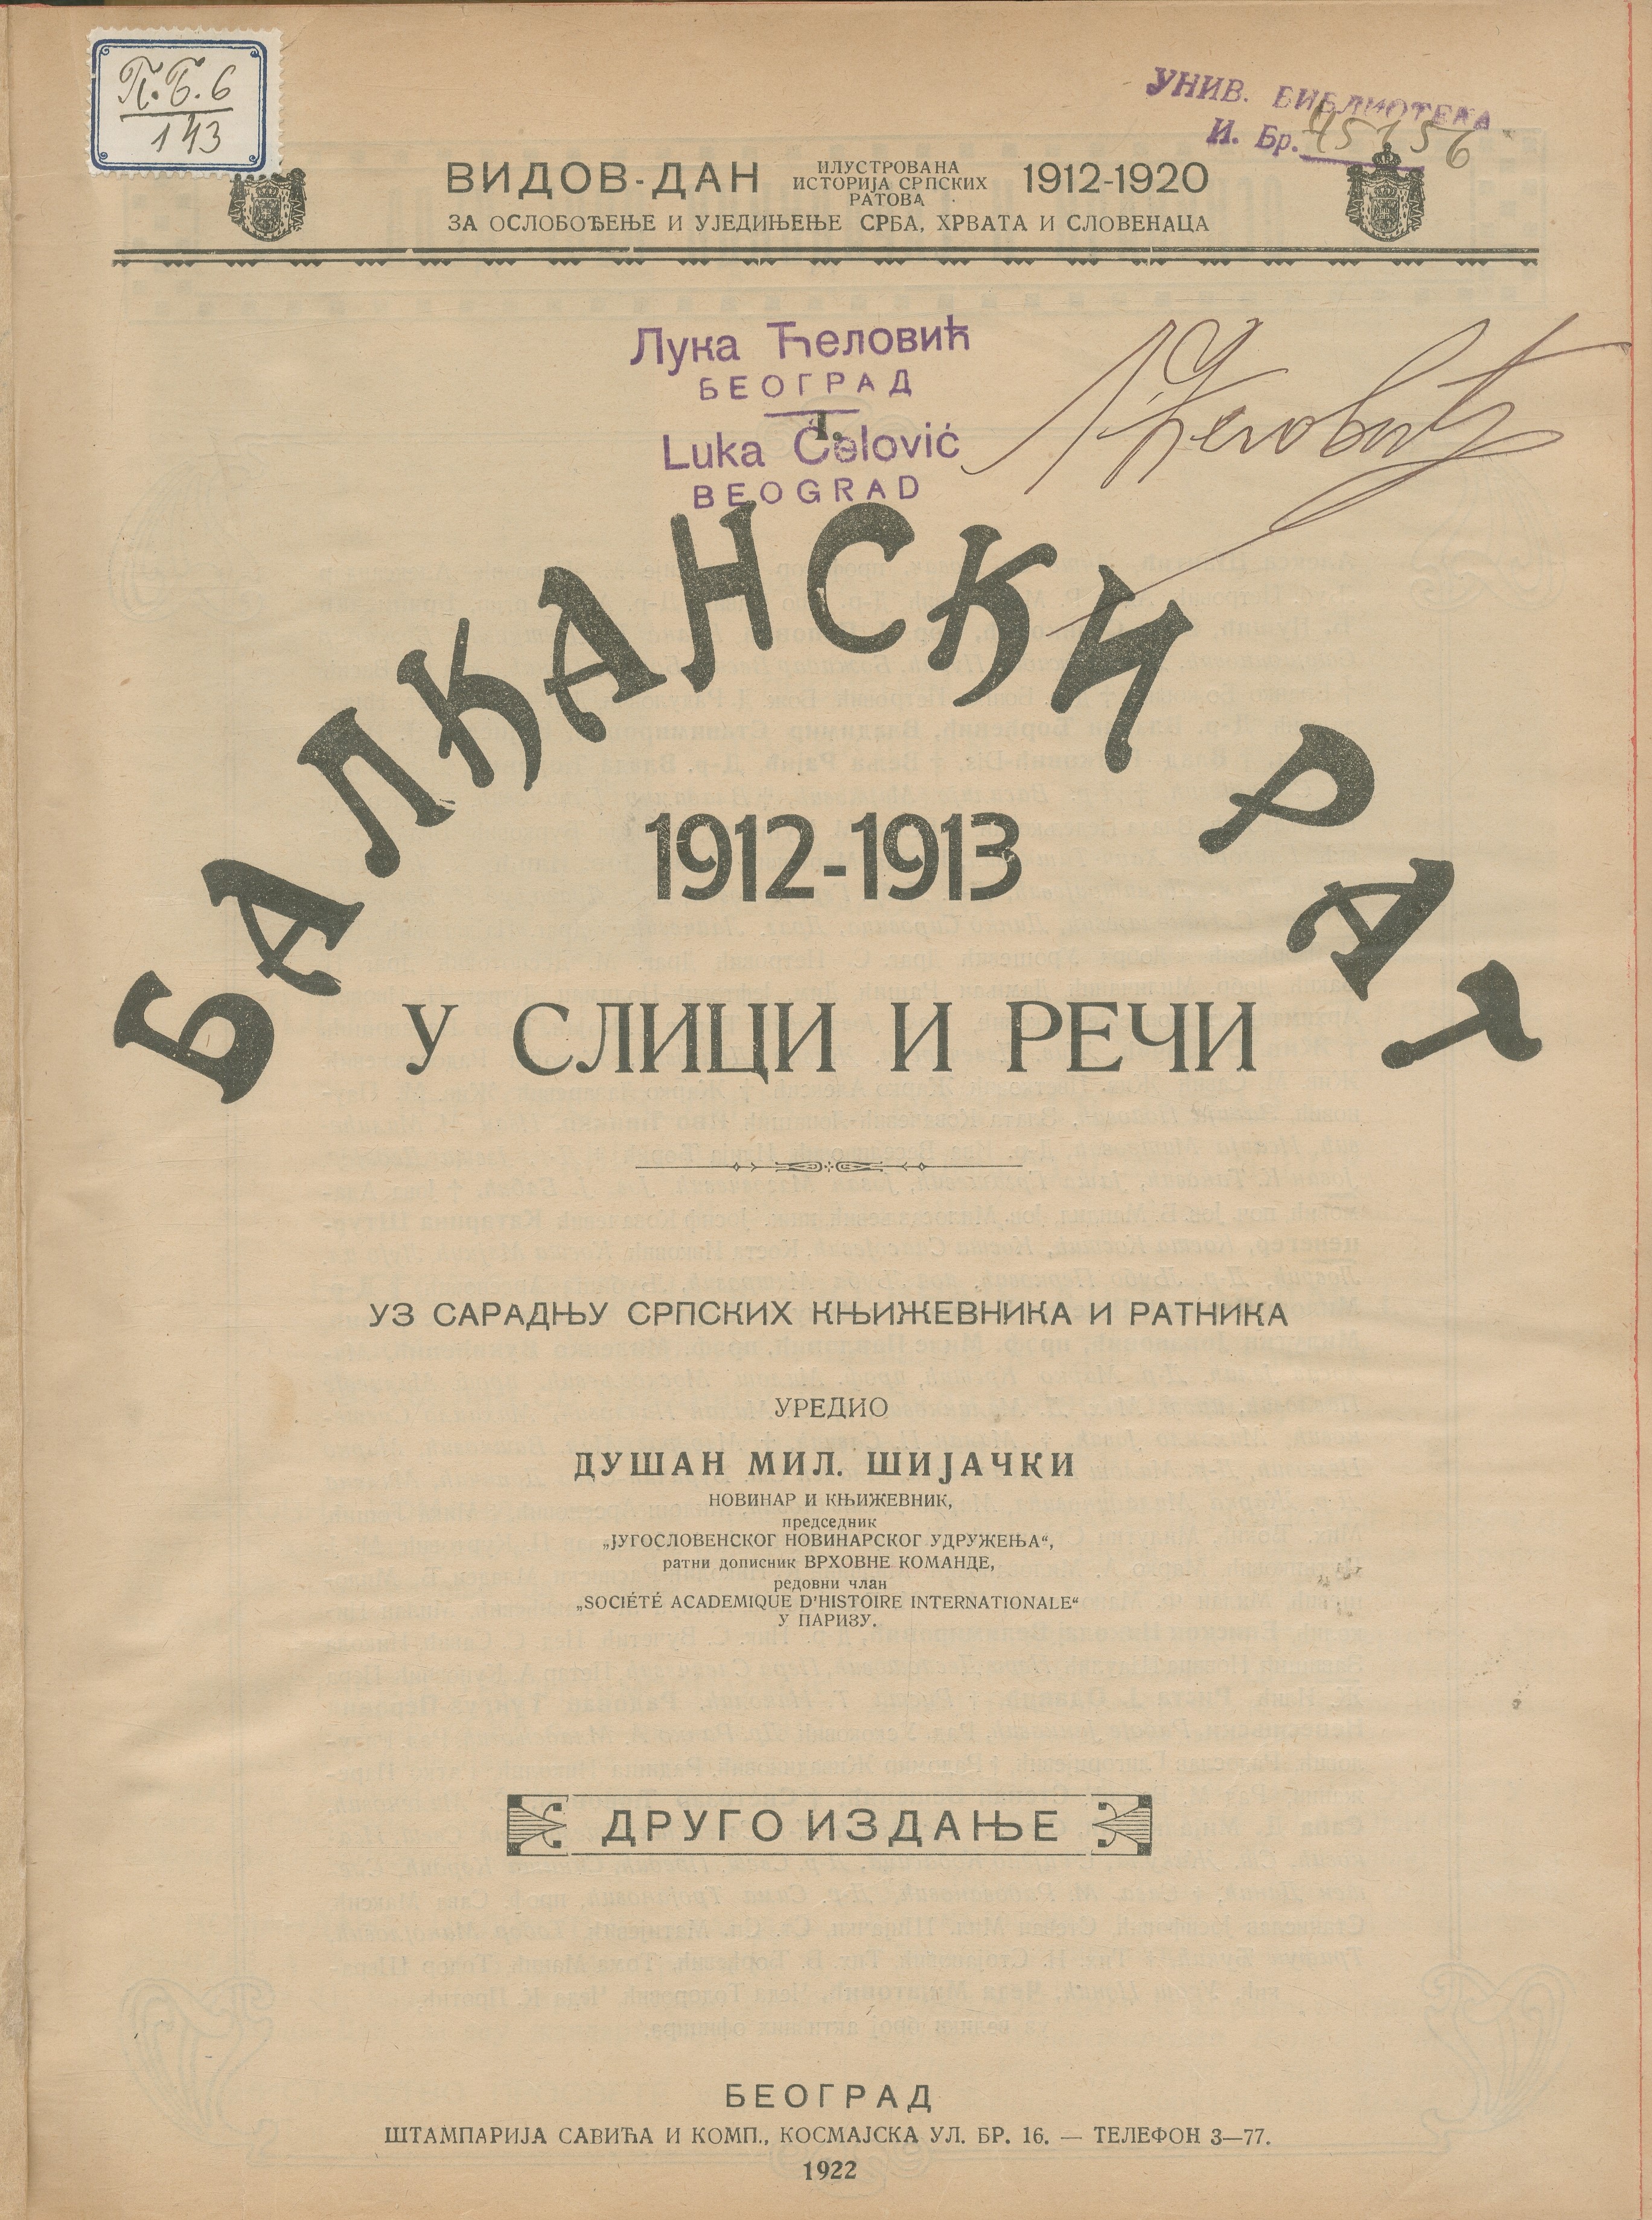 П.Б.6
143
УНИВ. БИБЛИОТЕКА
И. Бр. 45156
ВИДОВ-ДАН ИЛУСТРОВАНА ИСТОРИЈА СРПСКИХ РАТОВА 1912-1920
ЗА ОСЛОБОЂЕЊЕ И УЈЕДИЊЕЊЕ СРБА, ХРВАТА И СЛОВЕНАЦА
Лука Ћеловић
БЕОГРАД
I.
Luka Ćelović
BEOGRAD
Л. Ћеловић
БАЛКАНСКИ РАТ
1912-1913
У СЛИЦИ И РЕЧИ
УЗ САРАДЊУ СРПСКИХ КЊИЖЕВНИКА И РАТНИКА
УРЕДИО
ДУШАН МИЛ. ШИЈАЧКИ
НОВИНАР И КЊИЖЕВНИК,
председник
„ЈУГОСЛОВЕНСКОГ НОВИНАРСКОГ УДРУЖЕЊА“,
ратни дописник ВРХОВНЕ КОМАНДЕ,
редовни члан
„SOCIÉTÉ ACADEMIQUE D'HISTOIRE INTERNATIONALE“
У ПАРИЗУ.
ДРУГО ИЗДАЊЕ
БЕОГРАД
ШТАМПАРИЈА САВИЋА И КОМП., КОСМАЈСКА УЛ. БР. 16. — ТЕЛЕФОН 3—77.
1922